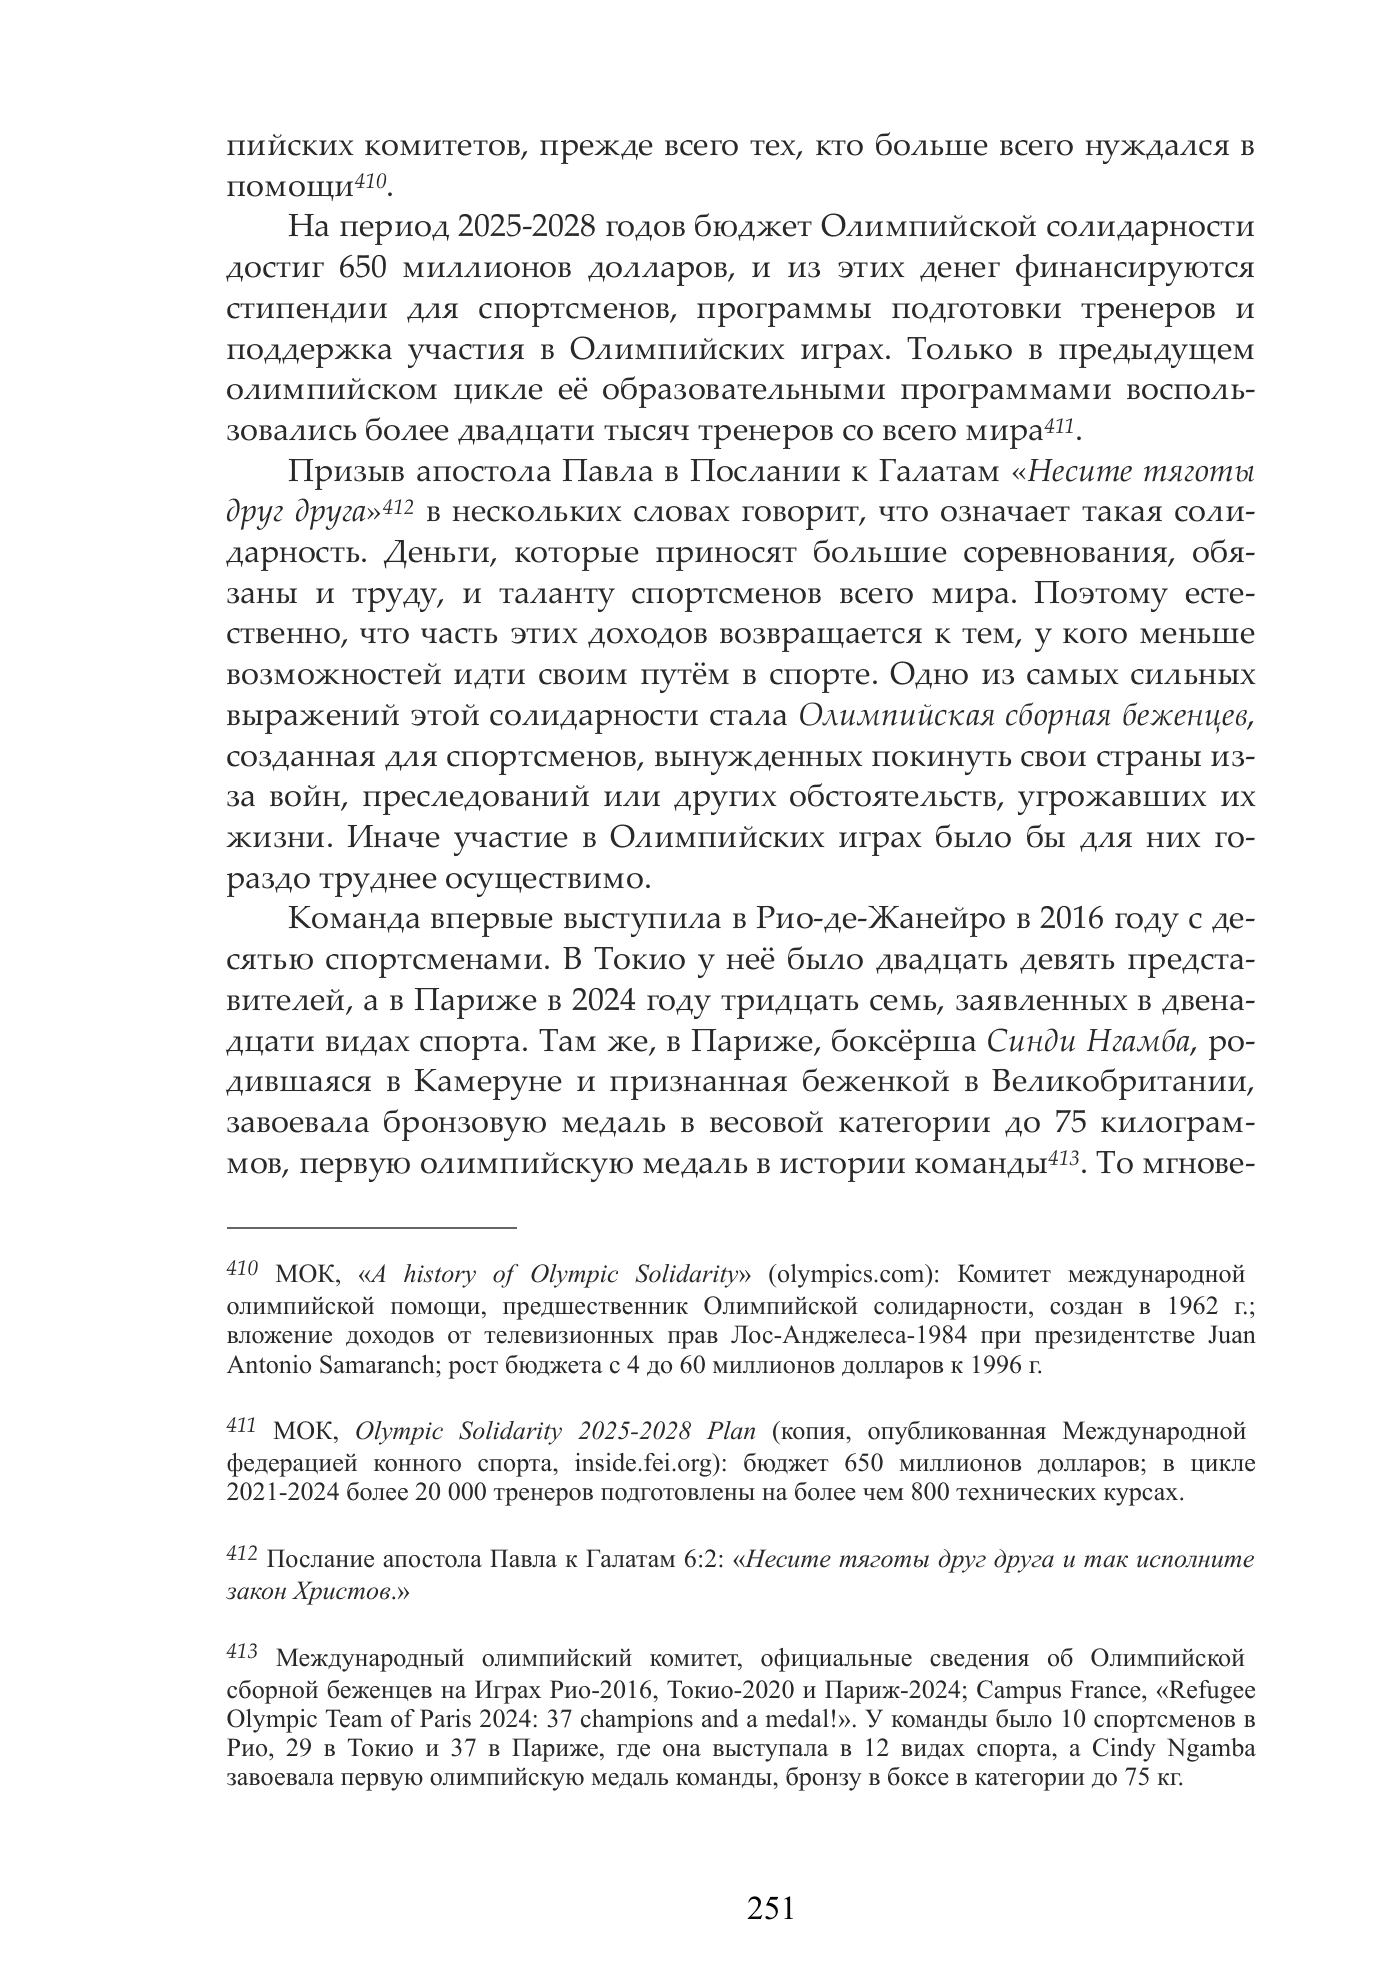 пийских комитетов, прежде всего тех, кто больше всего нуждался в
помощи410.
На период 2025-2028 годов бюджет Олимпийской солидарности
достиг 650 миллионов долларов, и из этих денег финансируются
стипендии для спортсменов, программы подготовки тренеров и
поддержка участия в Олимпийских играх. Только в предыдущем
олимпийском цикле её образовательными программами восполь-
зовались более двадцати тысяч тренеров со всего мира411.
Призыв апостола Павла в Послании к Галатам «Несите тяготы
друг друга»412 в нескольких словах говорит, что означает такая соли-
дарность. Деньги, которые приносят большие соревнования, обя-
заны и труду, и таланту спортсменов всего мира. Поэтому есте-
ственно, что часть этих доходов возвращается к тем, у кого меньше
возможностей идти своим путём в спорте. Одно из самых сильных
выражений этой солидарности стала Олимпийская сборная беженцев,
созданная для спортсменов, вынужденных покинуть свои страны из-
за войн, преследований или других обстоятельств, угрожавших их
жизни. Иначе участие в Олимпийских играх было бы для них го-
раздо труднее осуществимо.
Команда впервые выступила в Рио-де-Жанейро в 2016 году с де-
сятью спортсменами. В Токио у неё было двадцать девять предста-
вителей, а в Париже в 2024 году тридцать семь, заявленных в двена-
дцати видах спорта. Там же, в Париже, боксёрша Синди Нгамба, ро-
дившаяся в Камеруне и признанная беженкой в Великобритании,
завоевала бронзовую медаль в весовой категории до 75 килограм-
мов, первую олимпийскую медаль в истории команды413. То мгнове-
410 МОК, «A history of Olympic Solidarity» (olympics.com): Комитет международной
олимпийской помощи, предшественник Олимпийской солидарности, создан в 1962 г.;
вложение доходов от телевизионных прав Лос-Анджелеса-1984 при президентстве Juan
Antonio Samaranch; рост бюджета с 4 до 60 миллионов долларов к 1996 г.
411 МОК, Olympic Solidarity 2025-2028 Plan (копия, опубликованная Международной
федерацией конного спорта, inside.fei.org): бюджет 650 миллионов долларов; в цикле
2021-2024 более 20 000 тренеров подготовлены на более чем 800 технических курсах.
412 Послание апостола Павла к Галатам 6:2: «Несите тяготы друг друга и так исполните
закон Христов.»
413 Международный олимпийский комитет, официальные сведения об Олимпийской
сборной беженцев на Играх Рио-2016, Токио-2020 и Париж-2024; Campus France, «Refugee
Olympic Team of Paris 2024: 37 champions and a medal!». У команды было 10 спортсменов в
Рио, 29 в Токио и 37 в Париже, где она выступала в 12 видах спорта, а Cindy Ngamba
завоевала первую олимпийскую медаль команды, бронзу в боксе в категории до 75 кг.
251